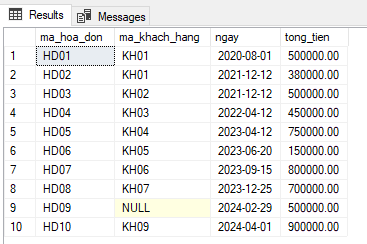 Results Messages
ma_hoa_don ma_khach_hang ngay tong_tien
1 HD01 KH01 2020-08-01 500000.00
2 HD02 KH01 2021-12-12 380000.00
3 HD03 KH02 2021-12-12 500000.00
4 HD04 KH03 2022-04-12 450000.00
5 HD05 KH04 2023-04-12 750000.00
6 HD06 KH05 2023-06-20 150000.00
7 HD07 KH06 2023-09-15 800000.00
8 HD08 KH07 2023-12-25 700000.00
9 HD09 NULL 2024-02-29 500000.00
10 HD10 KH09 2024-04-01 900000.00